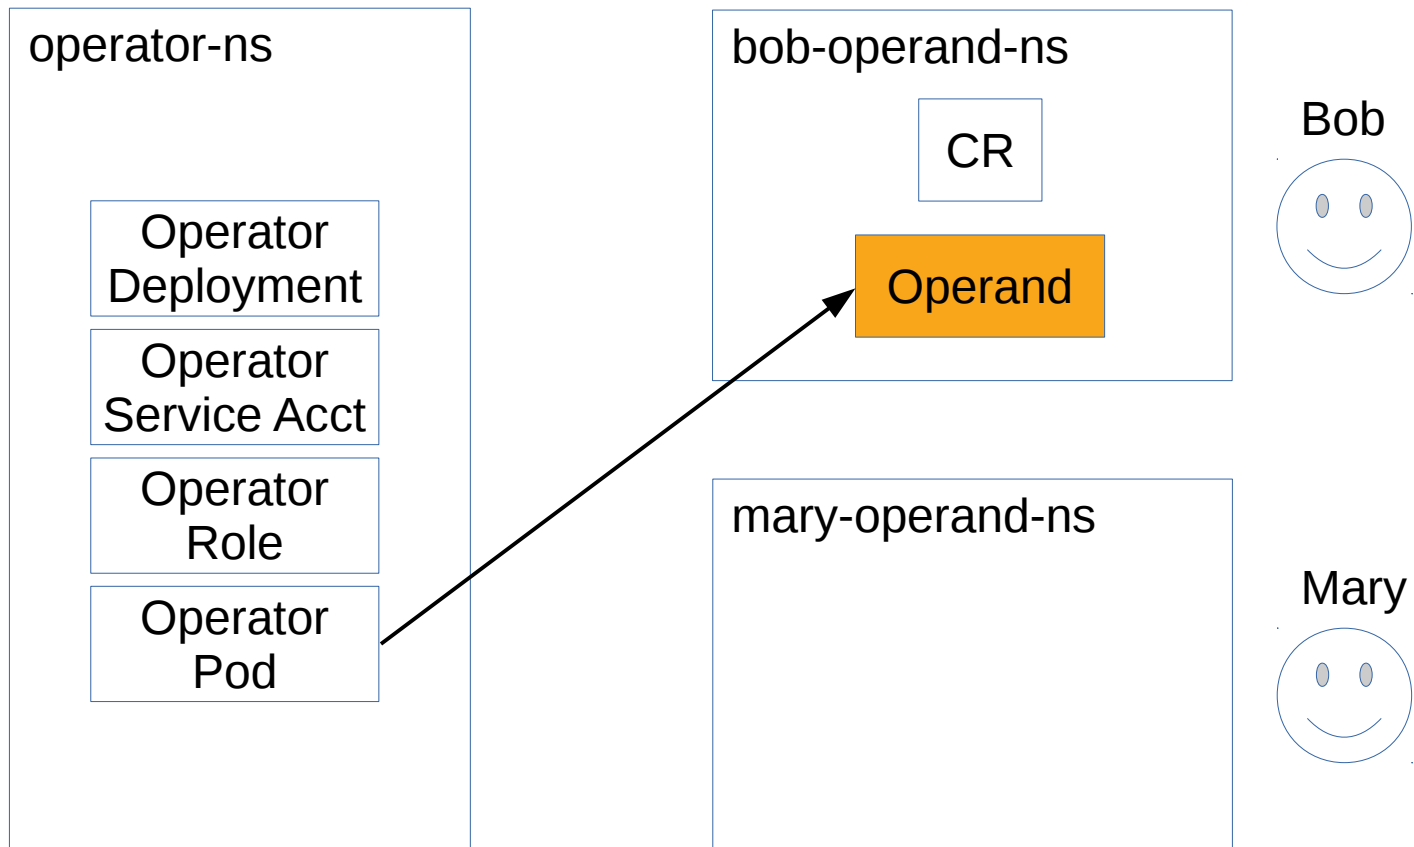 operator-ns
Operator
Deployment
Operator
Service Acct
Operator
Role
Operator
Pod
bob-operand-ns
CR
Operand
Bob
mary-operand-ns
Mary